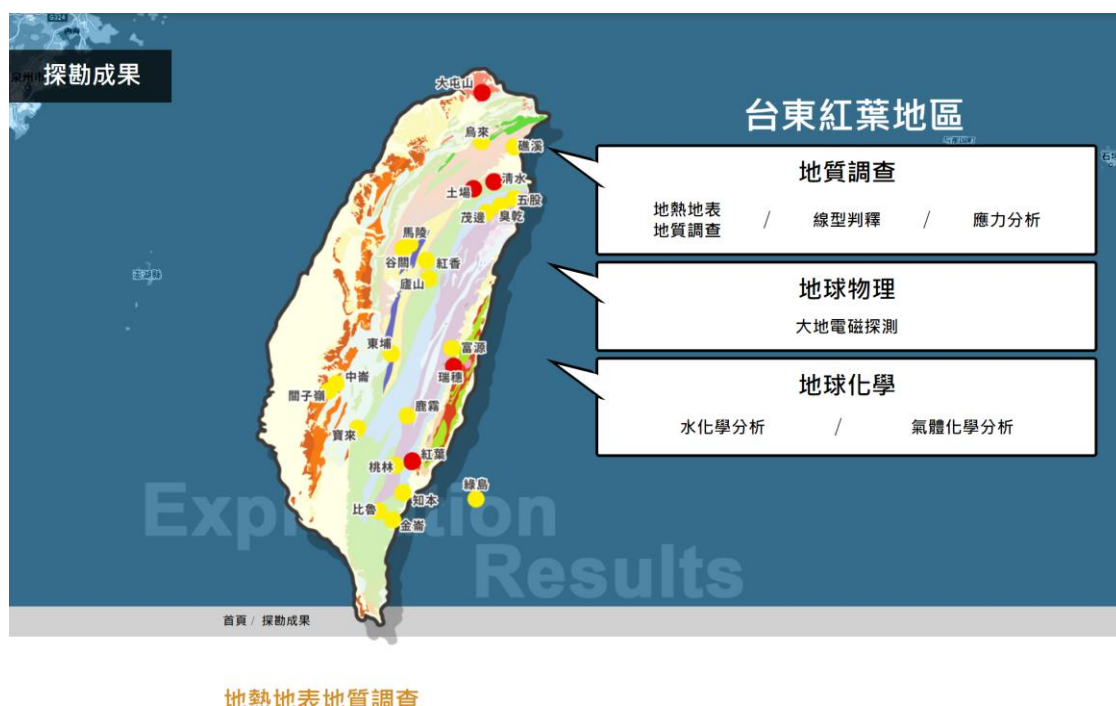 探勘成果
台東紅葉地區
地質調查
地熱地表
地質調查
/
線型判釋
/
應力分析
地球物理
大地電磁探測
地球化學
水化學分析
/
氣體化學分析
大屯山
烏來
礁溪
土場
清水
五股
茂邊
臭乾
馬陵
谷關
紅香
廬山
東埔
富源
瑞穗
中崙
關子嶺
鹿霧
寶來
紅葉
桃林
綠島
知本
比魯
金崙
澎湖縣
Results
首頁 / 探勘成果
地熱地表地質調查